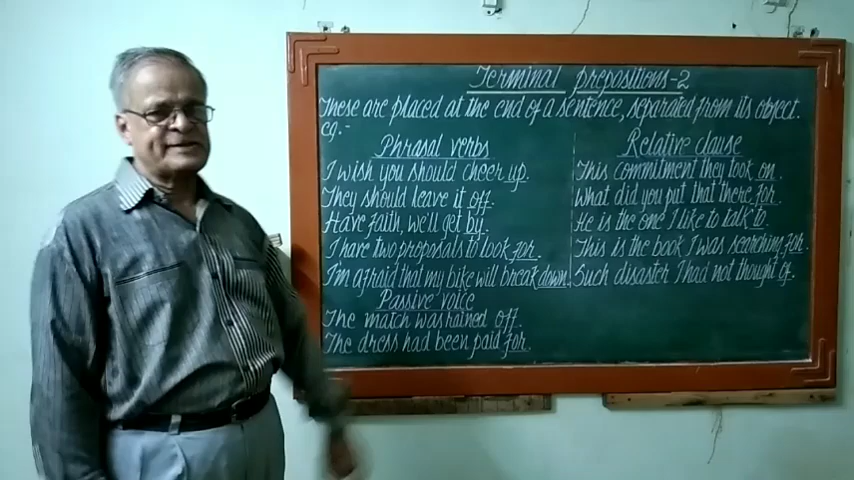 Terminal prepositions-2
These are placed at the end of a sentence, separated from its object.
eg:-
Phrasal verbs
I wish you should cheer up.
They should leave it off.
Have faith, we'll get by.
I have two proposals to look for.
I'm afraid that my bike will break down.
Passive voice
The match was rained off.
The dress had been paid for.
Relative clause
This commitment they took on.
What did you put that there for.
He is the one I like to talk to.
This is the book I was searching for.
Such disaster I had not thought of.